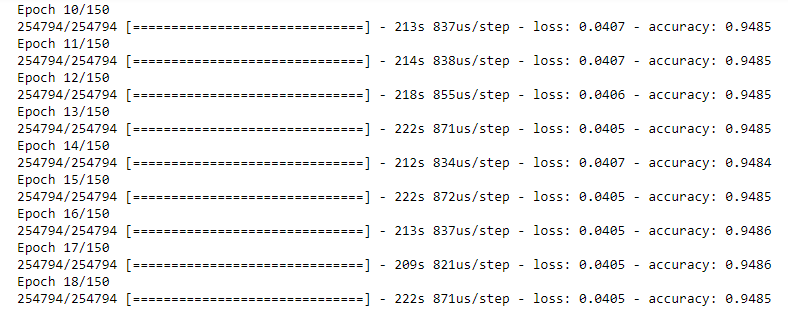 Epoch 10/150
254794/254794 [==============================] - 213s 837us/step - loss: 0.0407 - accuracy: 0.9485
Epoch 11/150
254794/254794 [==============================] - 214s 838us/step - loss: 0.0407 - accuracy: 0.9485
Epoch 12/150
254794/254794 [==============================] - 218s 855us/step - loss: 0.0406 - accuracy: 0.9485
Epoch 13/150
254794/254794 [==============================] - 222s 871us/step - loss: 0.0405 - accuracy: 0.9485
Epoch 14/150
254794/254794 [==============================] - 212s 834us/step - loss: 0.0407 - accuracy: 0.9484
Epoch 15/150
254794/254794 [==============================] - 222s 872us/step - loss: 0.0405 - accuracy: 0.9485
Epoch 16/150
254794/254794 [==============================] - 213s 837us/step - loss: 0.0405 - accuracy: 0.9486
Epoch 17/150
254794/254794 [==============================] - 209s 821us/step - loss: 0.0405 - accuracy: 0.9486
Epoch 18/150
254794/254794 [==============================] - 222s 871us/step - loss: 0.0405 - accuracy: 0.9485